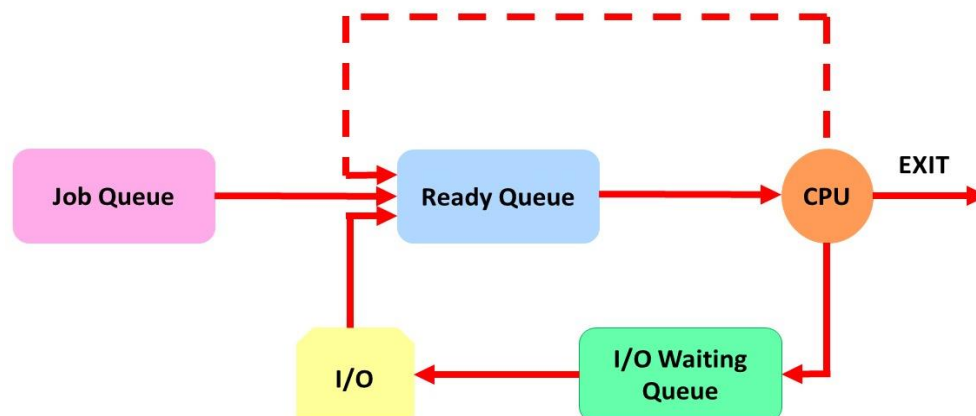 Job Queue
Ready Queue
CPU
EXIT
I/O
I/O Waiting
Queue